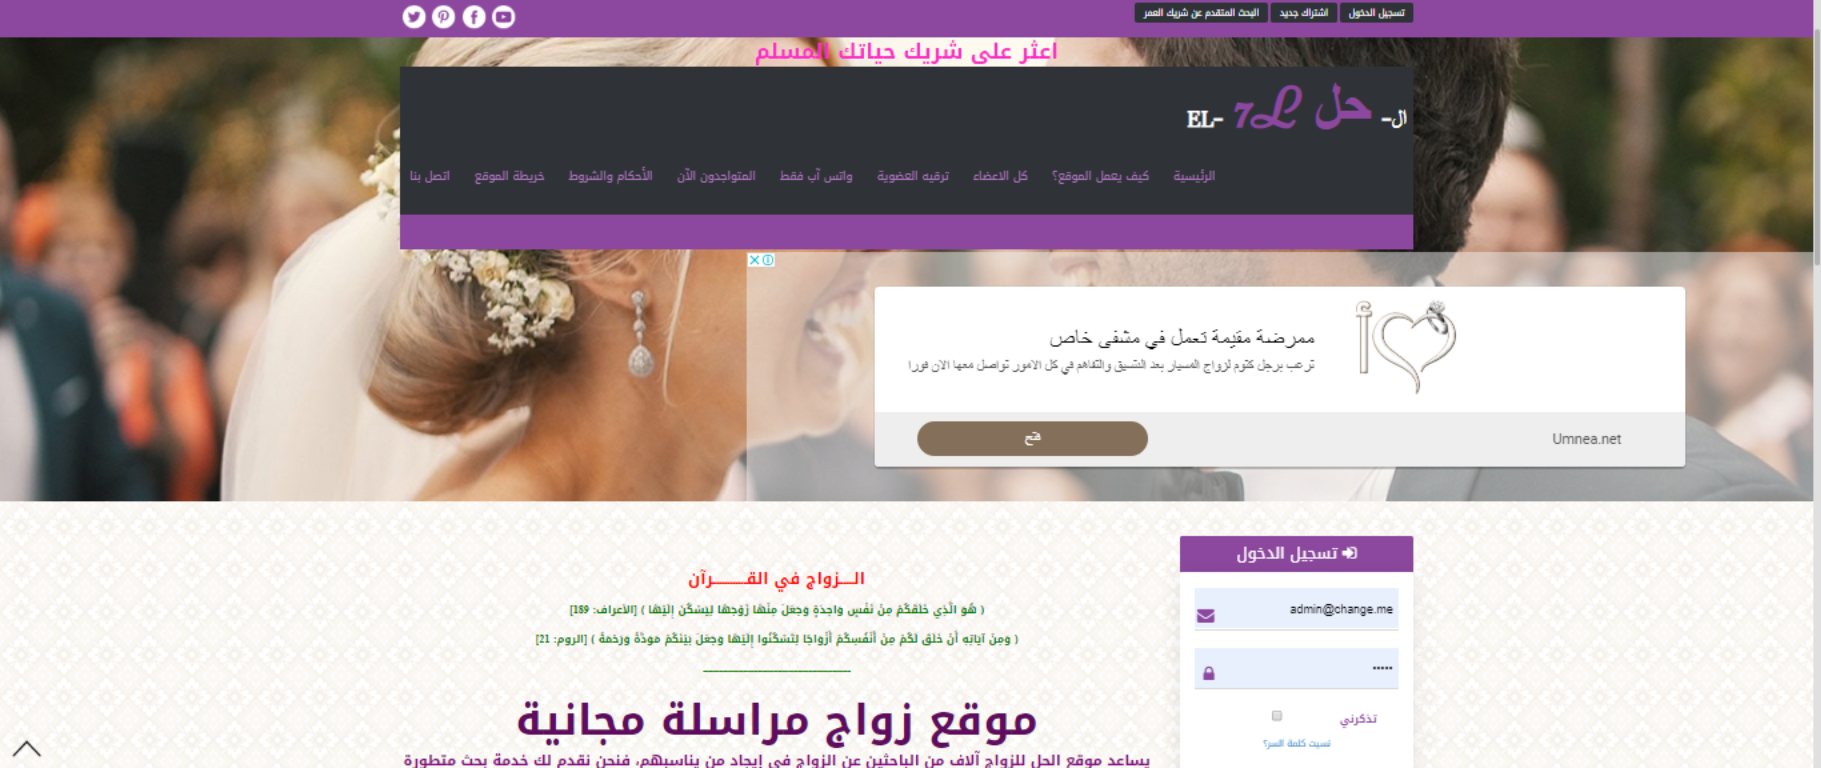 تسجيل الدخول
اشتراك جديد
البحث المتقدم عن شريك العمر
اعثر على شريك حياتك المسلم
ال- حل 7L EL-
الرئيسية
كيف يعمل الموقع؟
كل الاعضاء
ترقيه العضوية
واتس آب فقط
المتواجدون الآن
الأحكام والشروط
خريطة الموقع
اتصل بنا
ممرضة مقيمة تعمل في مشفى خاص
ترغب برجل كتوم لزواج المسيار بعد التنسيق والتفاهم في كل الامور تواصل معها الان فورا
فتح
Umnea.net
تسجيل الدخول
admin@change.me
•••••
تذكرني
نسيت كلمة السر؟
الــزواج في القـــــرآن
( هُوَ الَّذِي خَلَقَكُمْ مِنْ نَفْسٍ وَاحِدَةٍ وَجَعَلَ مِنْهَا زَوْجَهَا لِيَسْكُنَ إِلَيْهَا ) [الأعراف: 189]
( وَمِنْ آيَاتِهِ أَنْ خَلَقَ لَكُمْ مِنْ أَنْفُسِكُمْ أَزْوَاجًا لِتَسْكُنُوا إِلَيْهَا وَجَعَلَ بَيْنَكُمْ مَوَدَّةً وَرَحْمَةً ) [الروم: 21]
موقع زواج مراسلة مجانية
يساعد موقع الحل للزواج آلاف من الباحثين عن الزواج في إيجاد من يناسبهم، فنحن نقدم لك خدمة بحث متطورة